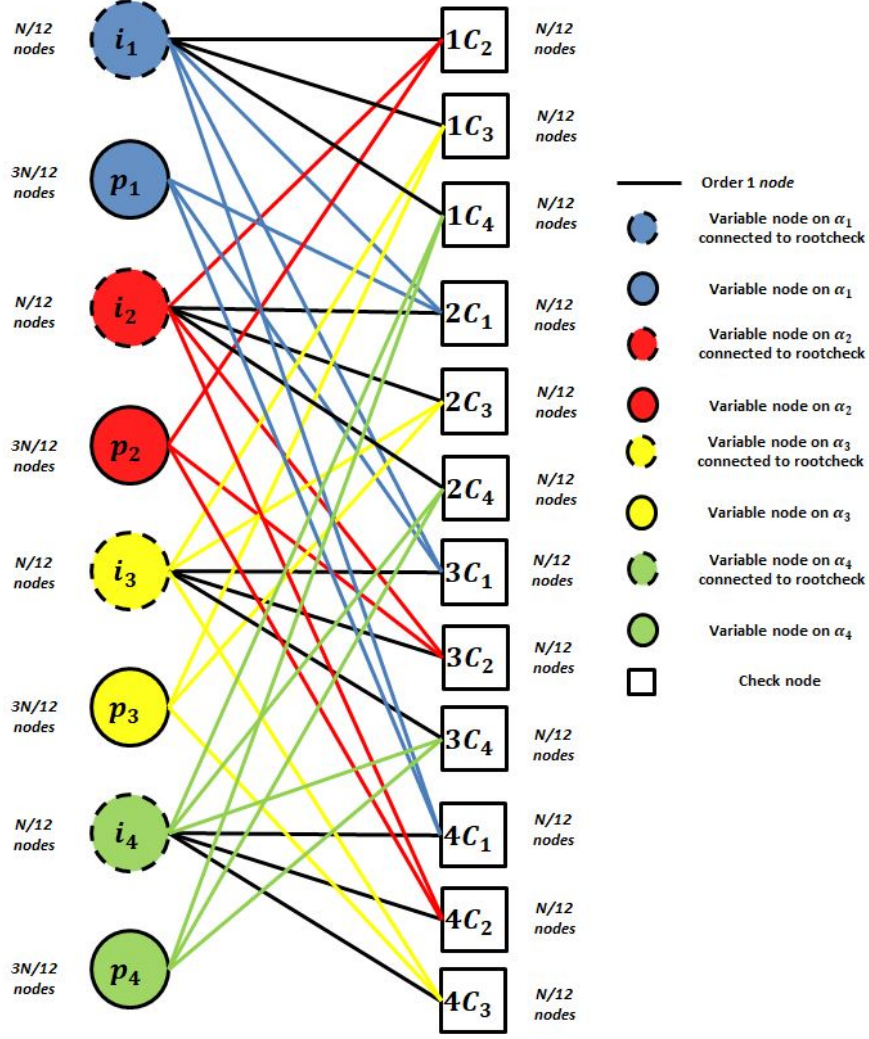 N/12
nodes
i₁
1C₂
N/12
nodes
1C₃
N/12
nodes
3N/12
nodes
p₁
1C₄
N/12
nodes
Order 1 node
Variable node on α₁
connected to rootcheck
N/12
nodes
i₂
2C₁
N/12
nodes
Variable node on α₁
Variable node on α₂
connected to rootcheck
2C₃
N/12
nodes
Variable node on α₂
3N/12
nodes
p₂
2C₄
N/12
nodes
Variable node on α₃
connected to rootcheck
Variable node on α₃
N/12
nodes
i₃
3C₁
N/12
nodes
Variable node on α₄
connected to rootcheck
3C₂
N/12
nodes
Variable node on α₄
Check node
3N/12
nodes
p₃
3C₄
N/12
nodes
N/12
nodes
i₄
4C₁
N/12
nodes
4C₂
N/12
nodes
3N/12
nodes
p₄
4C₃
N/12
nodes